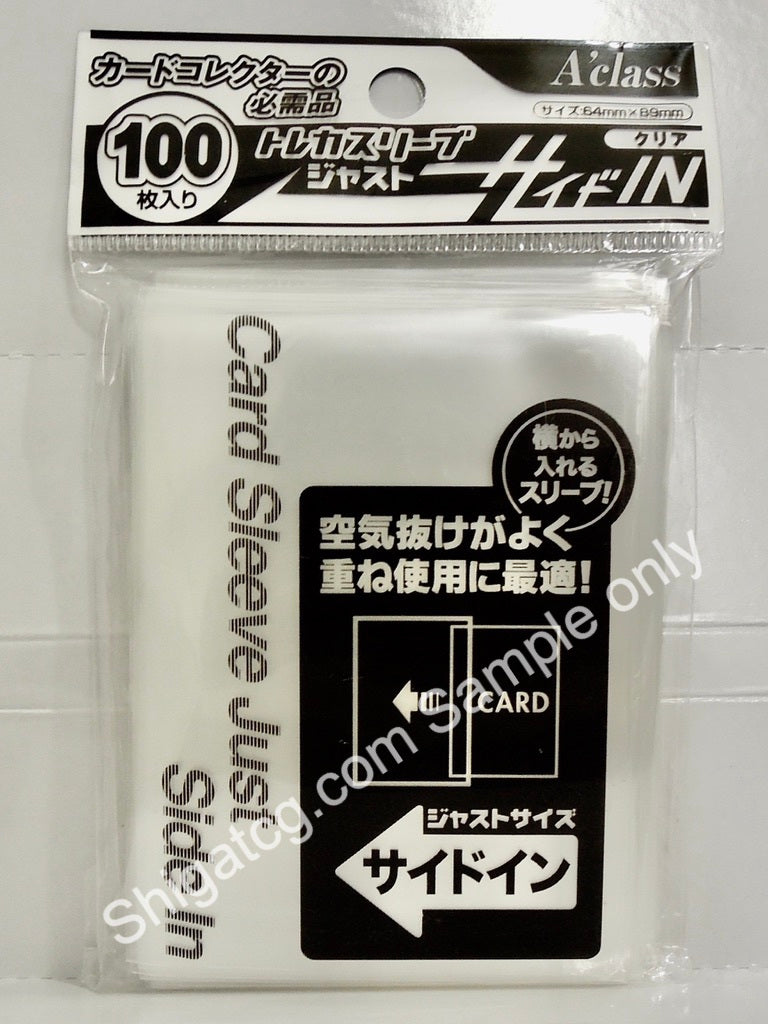 カードコレクターの
必需品
100
枚入り
トレカスリーブ
ジャスト
サイドIN
A'class
サイズ:64mm×89mm
クリア
Card Sleeve Just
Side In
横から
入れる
スリーブ!
空気抜けがよく
重ね使用に最適!
CARD
ジャストサイズ
サイドイン
Shigatcg.com Sample only